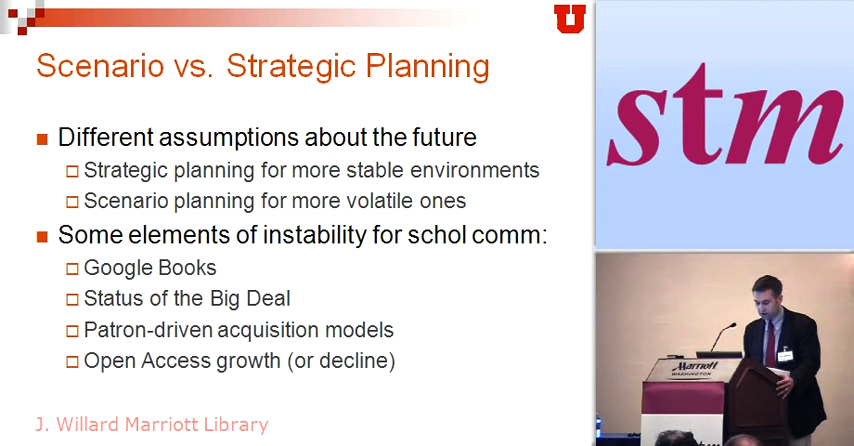 U
Scenario vs. Strategic Planning
Different assumptions about the future
Strategic planning for more stable environments
Scenario planning for more volatile ones
Some elements of instability for schol comm:
Google Books
Status of the Big Deal
Patron-driven acquisition models
Open Access growth (or decline)
J. Willard Marriott Library
stm
Marriott
WASHINGTON